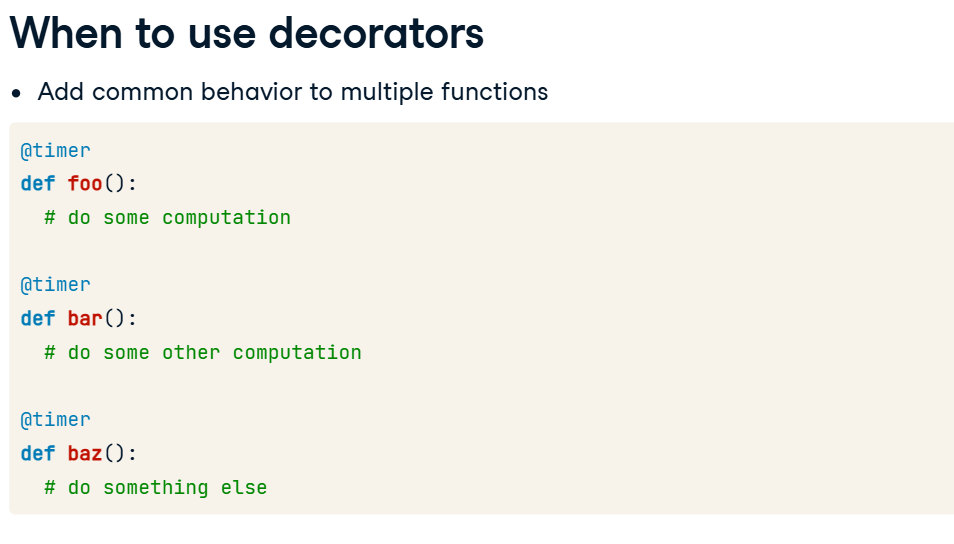 When to use decorators
• Add common behavior to multiple functions
@timer
def foo():
  # do some computation
@timer
def bar():
  # do some other computation
@timer
def baz():
  # do something else